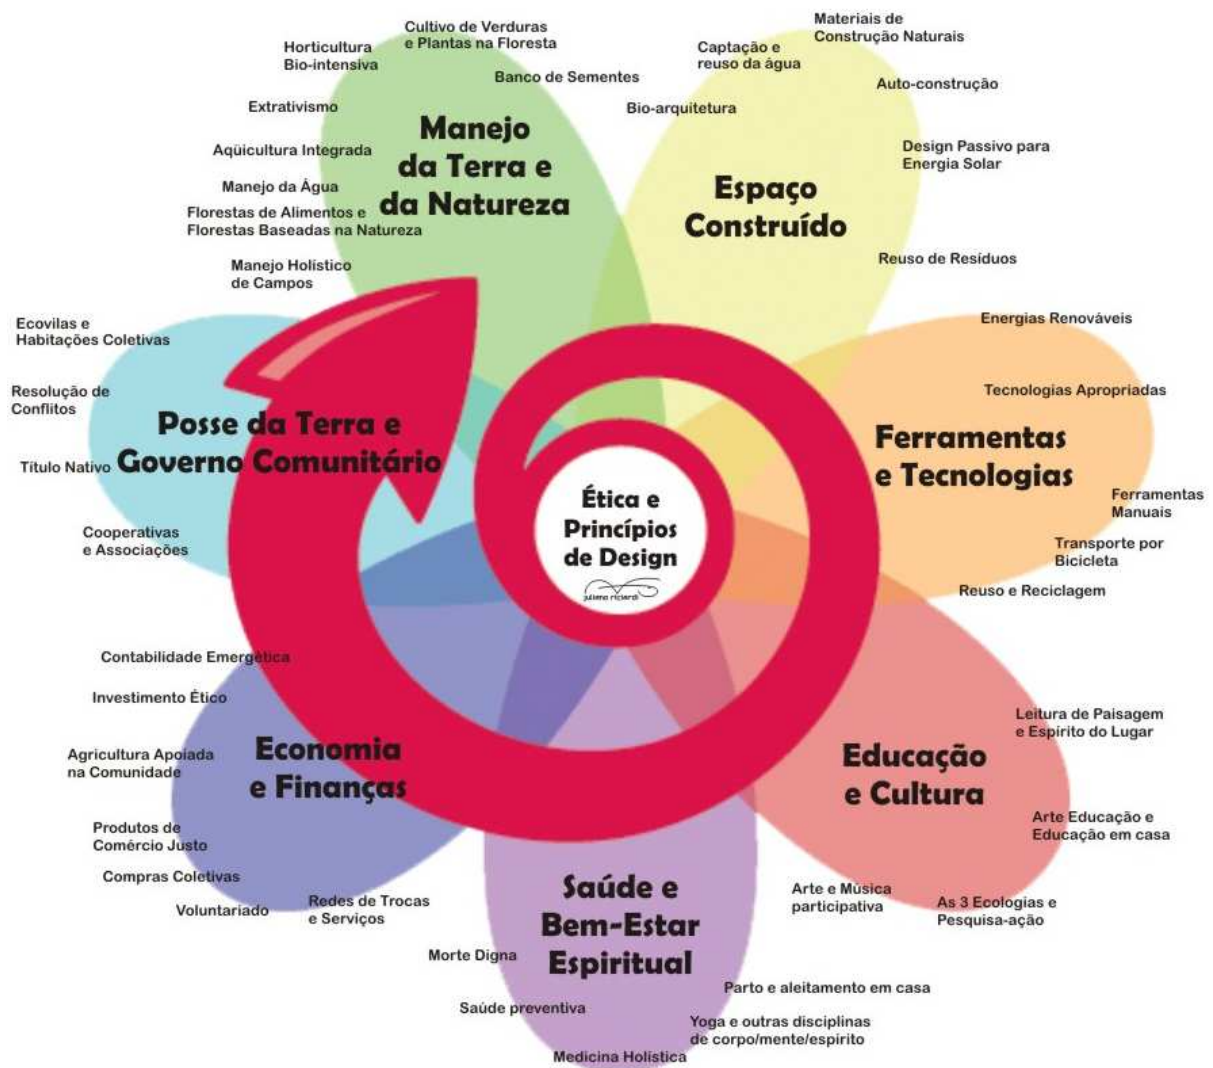 Cultivo de Verduras
e Plantas na Floresta
Horticultura
Bio-intensiva
Banco de Sementes
Extrativismo
Manejo
da Terra e
da Natureza
Aqüicultura Integrada
Manejo da Água
Florestas de Alimentos e
Florestas Baseadas na Natureza
Manejo Holístico
de Campos
Materiais de
Construção Naturais
Captação e
reuso da água
Auto-construção
Bio-arquitetura
Design Passivo para
Energia Solar
Espaço
Construído
Reuso de Resíduos
Energias Renováveis
Tecnologias Apropriadas
Ferramentas
e Tecnologias
Ferramentas
Manuais
Transporte por
Bicicleta
Reuso e Reciclagem
Ecovilas e
Habitações Coletivas
Resolução de
Conflitos
Posse da Terra e
Governo Comunitário
Título Nativo
Cooperativas
e Associações
Ética e
Princípios
de Design
juliana riciardi
Contabilidade Emergética
Investimento Ético
Agricultura Apoiada
na Comunidade
Economia
e Finanças
Produtos de
Comércio Justo
Compras Coletivas
Voluntariado
Redes de Trocas
e Serviços
Leitura de Paisagem
e Espírito do Lugar
Educação
e Cultura
Arte Educação e
Educação em casa
Arte e Música
participativa
As 3 Ecologias e
Pesquisa-ação
Saúde e
Bem-Estar
Espiritual
Morte Digna
Saúde preventiva
Medicina Holística
Parto e aleitamento em casa
Yoga e outras disciplinas
de corpo/mente/espírito